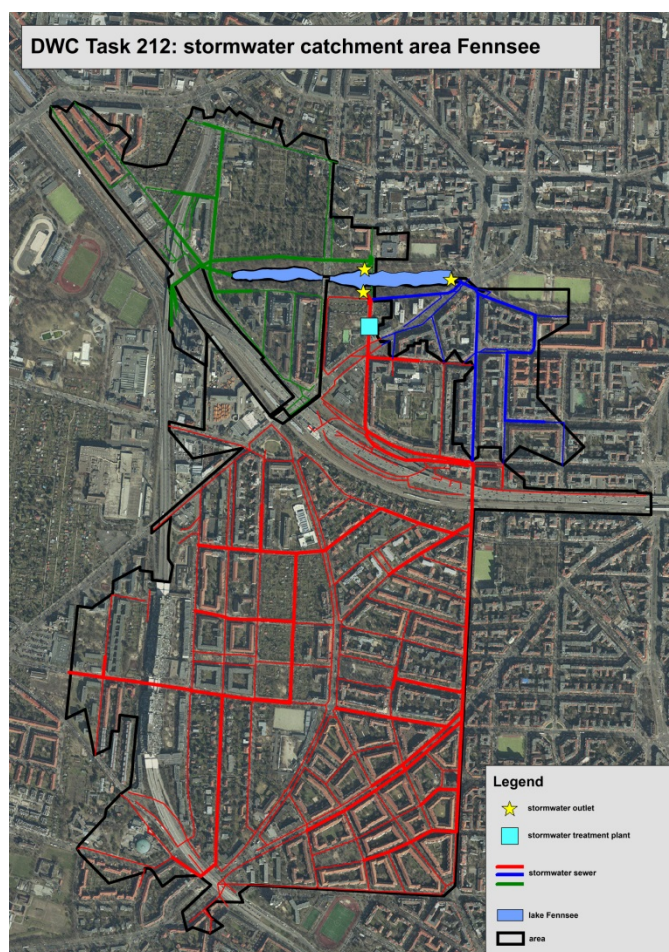 DWC Task 212: stormwater catchment area Fennsee
Legend
stormwater outlet
stormwater treatment plant
stormwater sewer
lake Fennsee
area